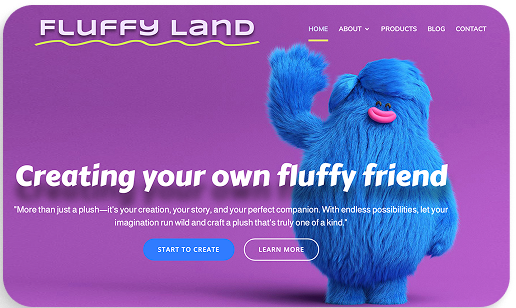 FLUFFY LAND
HOME ABOUT PRODUCTS BLOG CONTACT
Creating your own fluffy friend
"More than just a plush—it's your creation, your story, and your perfect companion. With endless possibilities, let your
imagination run wild and craft a plush that's truly one of a kind."
START TO CREATE LEARN MORE